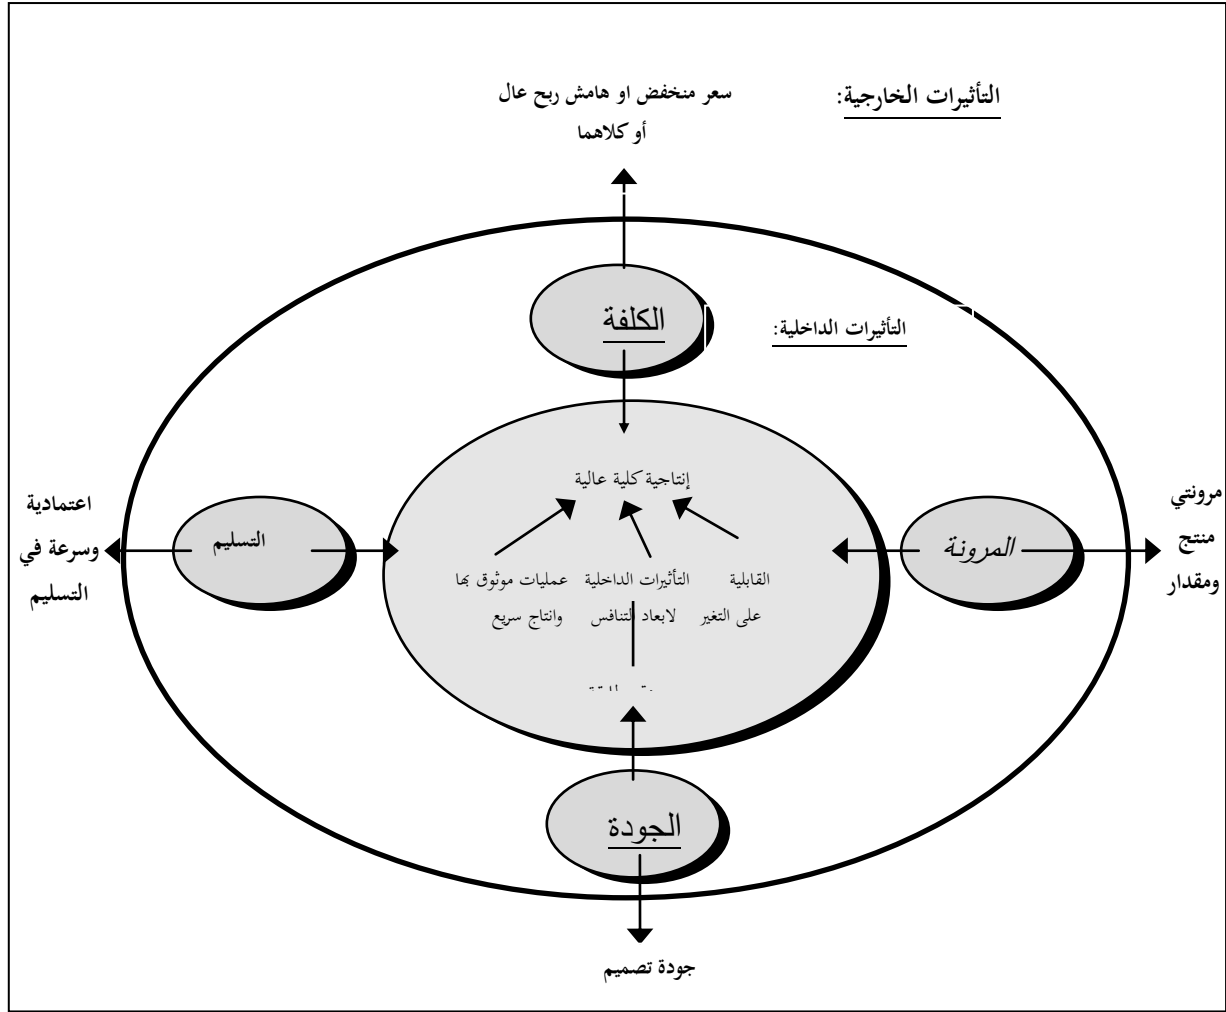 التأثيرات الخارجية:
سعر منخفض او هامش ربح عال
أو كلاهما
الكلفة
التأثيرات الداخلية:
إنتاجية كلية عالية
مرونتي
منتج
ومقدار
المرونة
التسليم
اعتمادية
وسرعة في
التسليم
القابلية
على التغير
التأثيرات الداخلية
لابعاد التنافس
عمليات موثوق بها
وانتاج سريع
الجودة
جودة تصميم